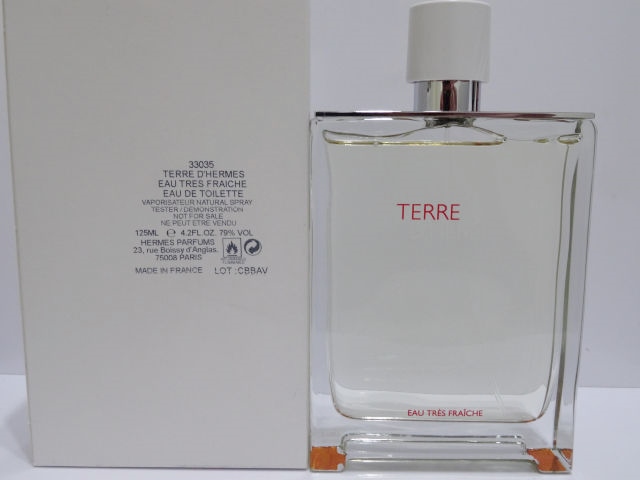 33035
TERRE D'HERMES
EAU TRES FRAICHE
EAU DE TOILETTE
VAPORISATEUR NATURAL SPRAY
TESTER / DEMONSTRATION
NOT FOR SALE
NE PEUT ETRE VENDU
125ML ℮ 4.2FL.OZ. 79% VOL
HERMES PARFUMS
23, rue Boissy d'Anglas.
75008 PARIS
MADE IN FRANCE LOT :CBBAV
TERRE
EAU TRÈS FRAÎCHE